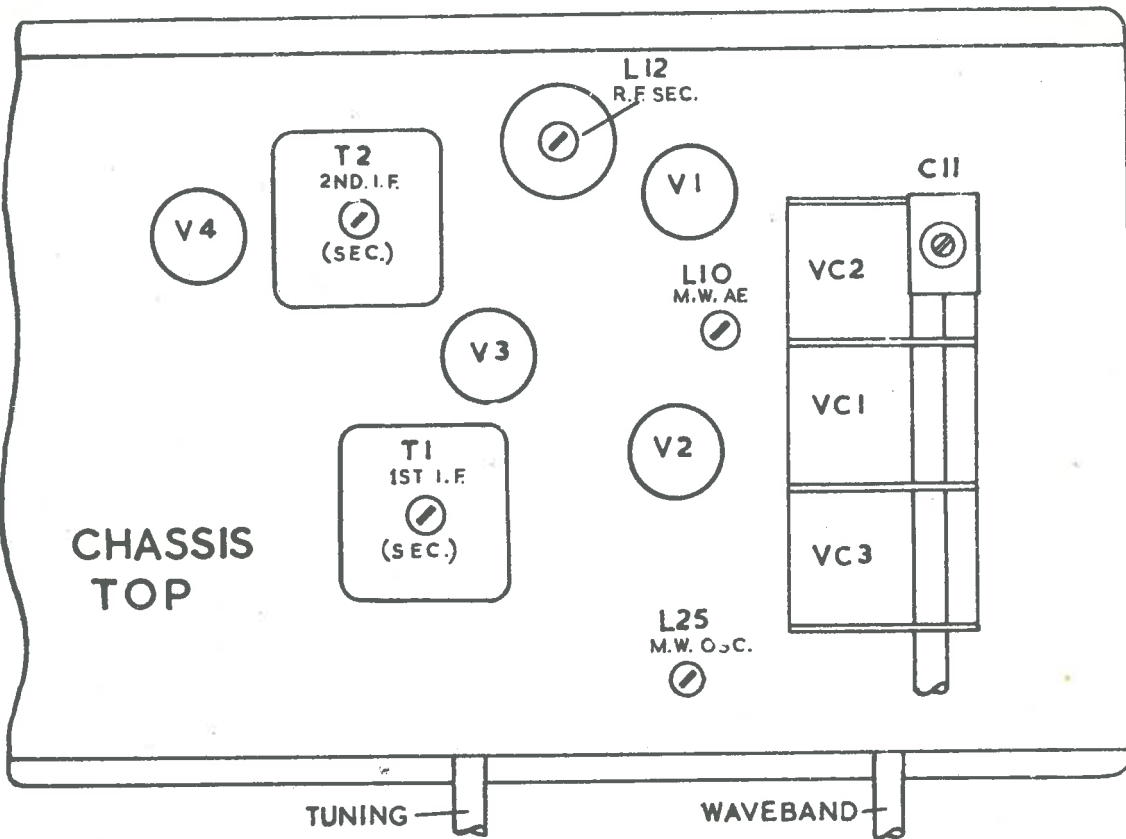 L12
R.F. SEC.
T2
2ND. I.F.
(SEC.)
V1
C11
V4
VC2
L10
M.W. AE
V3
VC1
T1
1ST I.F.
(SEC.)
V2
CHASSIS
TOP
VC3
L25
M.W. OSC.
TUNING
WAVEBAND